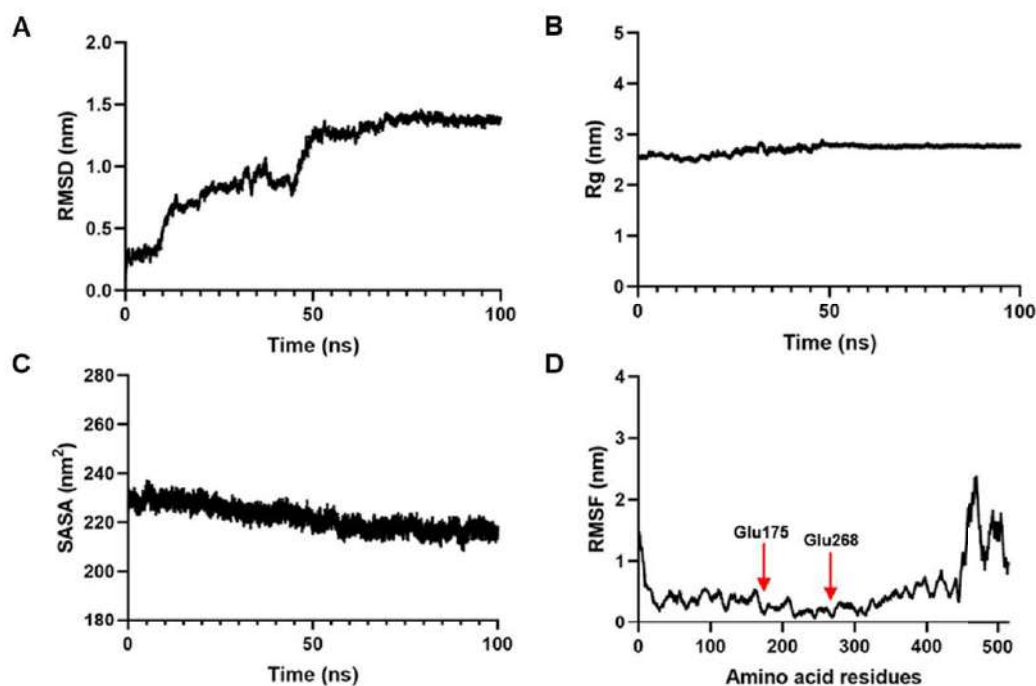 A
RMSD (nm)
2.0
1.5
1.0
0.5
0.0
0
50
100
Time (ns)
B
Rg (nm)
5
4
3
2
1
0
0
50
100
Time (ns)
C
SASA (nm²)
280
260
240
220
200
180
0
50
100
Time (ns)
D
RMSF (nm)
4
3
2
1
0
Glu175
Glu268
0
100
200
300
400
500
Amino acid residues